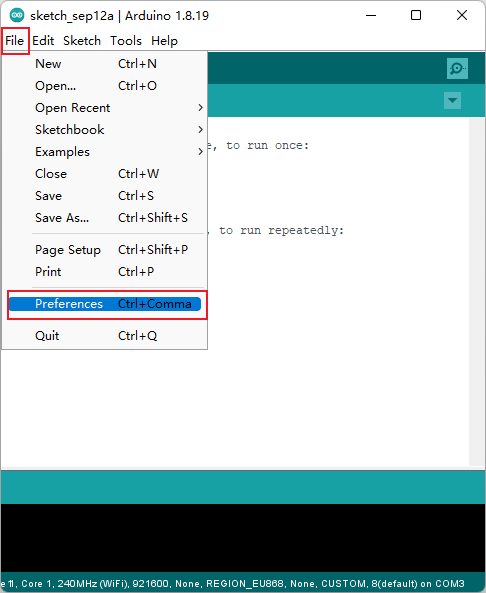 sketch_sep12a | Arduino 1.8.19
File Edit Sketch Tools Help
New Ctrl+N
Open... Ctrl+O
Open Recent
Sketchbook
Examples
Close Ctrl+W
Save Ctrl+S
Save As... Ctrl+Shift+S
Page Setup Ctrl+Shift+P
Print Ctrl+P
Preferences Ctrl+Comma
Quit Ctrl+Q
, to run once:
, to run repeatedly:
1, Core 1, 240MHz (WiFi), 921600, None, REGION_EU868, None, CUSTOM, 8(default) on COM3